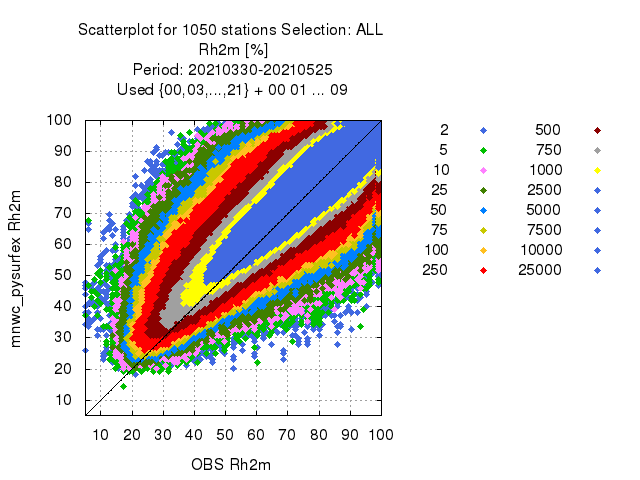 Scatterplot for 1050 stations Selection: ALL
Rh2m [%]
Period: 20210330-20210525
Used {00,03,...,21} + 00 01 ... 09
100
90
80
70
60
50
40
30
20
10
10 20 30 40 50 60 70 80 90 100
mnwc_pysurfex Rh2m
OBS Rh2m
2 500
5 750
10 1000
25 2500
50 5000
75 7500
100 10000
250 25000